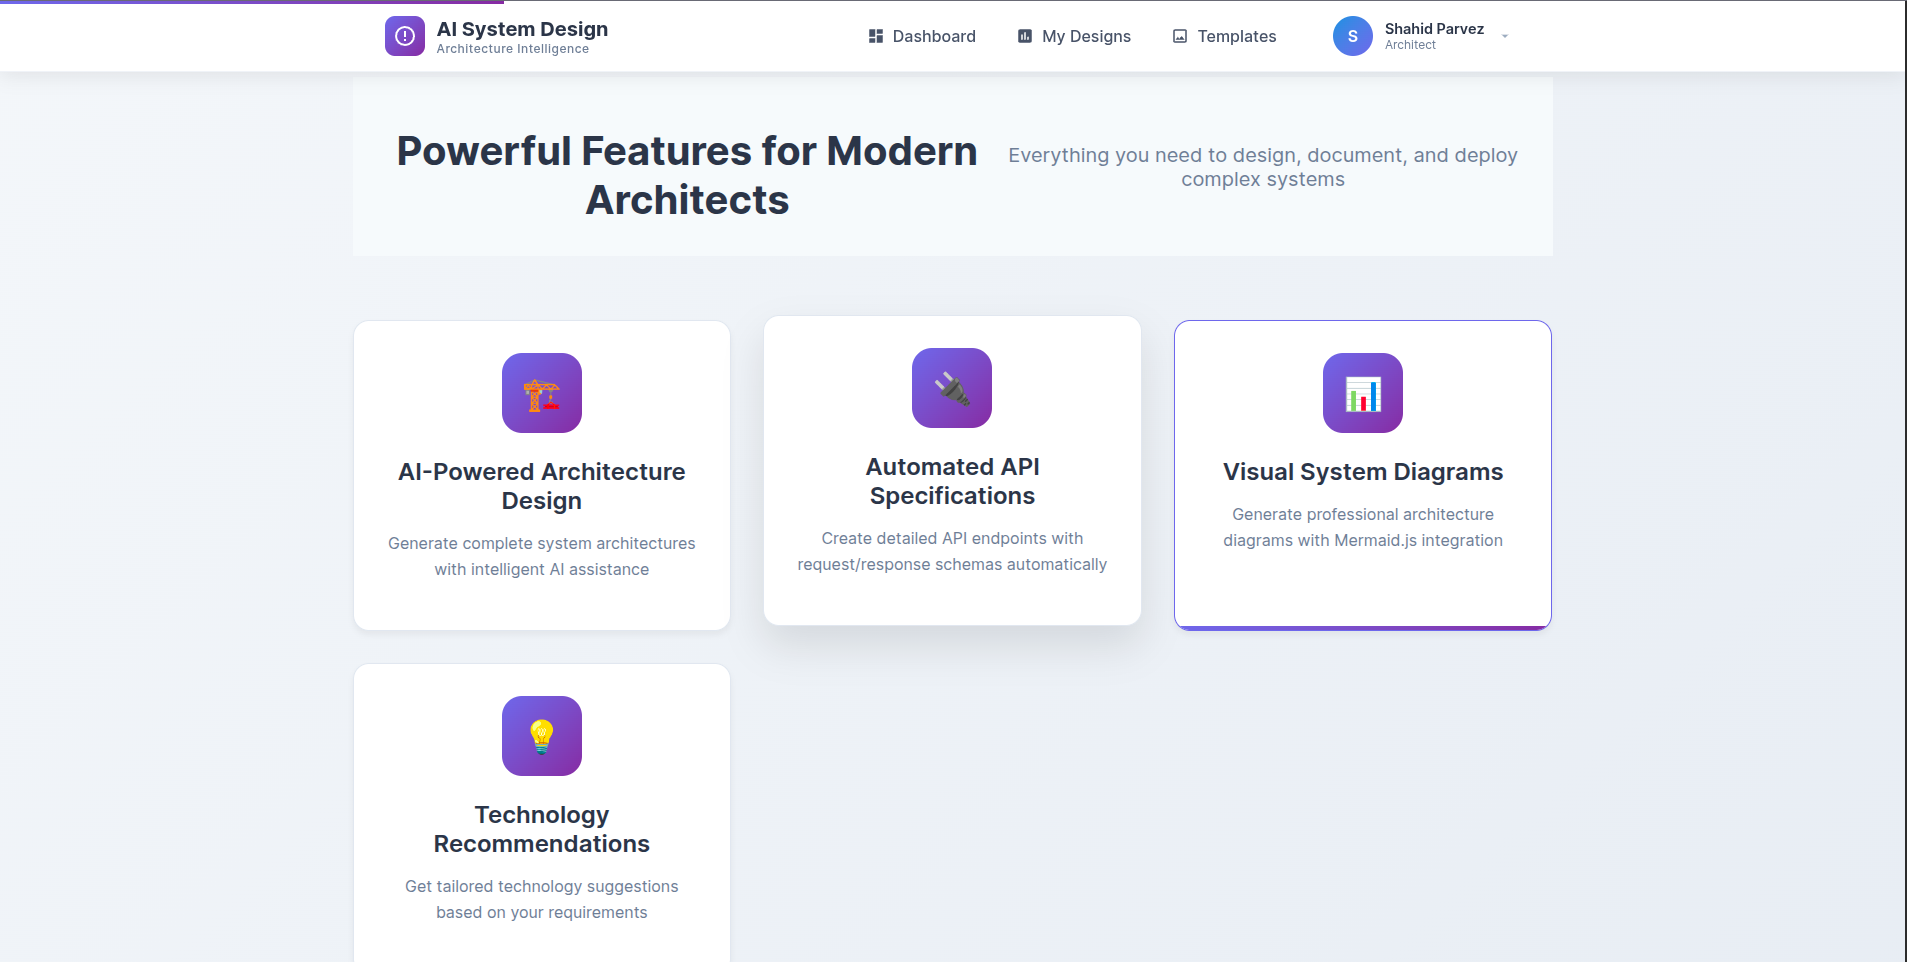 AI System Design
Architecture Intelligence
Dashboard
My Designs
Templates
S
Shahid Parvez
Architect
Powerful Features for Modern
Architects
Everything you need to design, document, and deploy
complex systems
AI-Powered Architecture
Design
Generate complete system architectures
with intelligent AI assistance
Automated API
Specifications
Create detailed API endpoints with
request/response schemas automatically
Visual System Diagrams
Generate professional architecture
diagrams with Mermaid.js integration
Technology
Recommendations
Get tailored technology suggestions
based on your requirements